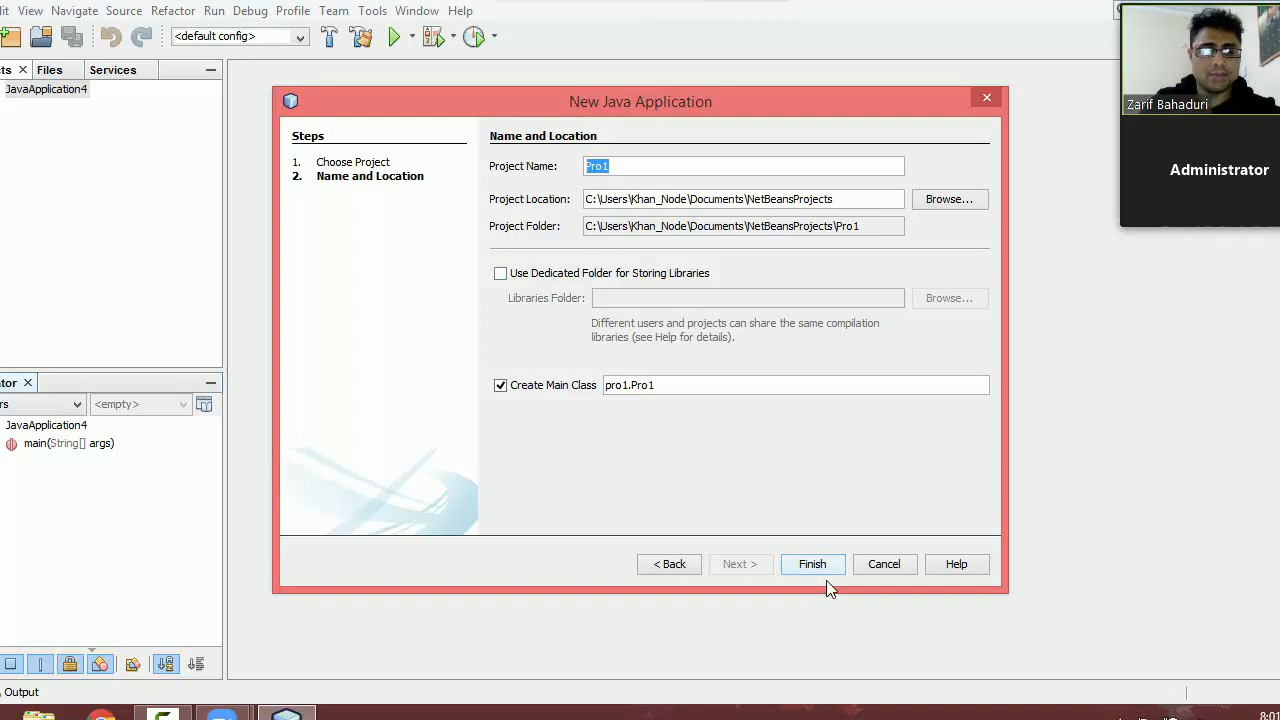 View Navigate Source Refactor Run Debug Profile Team Tools Window Help
<default config>
Files Services
JavaApplication4
New Java Application
Steps
1. Choose Project
2. Name and Location
Name and Location
Project Name: Pro1
Project Location: C:\Users\Khan_Node\Documents\NetBeansProjects Browse...
Project Folder: C:\Users\Khan_Node\Documents\NetBeansProjects\Pro1
Use Dedicated Folder for Storing Libraries
Libraries Folder: Browse...
Different users and projects can share the same compilation
libraries (see Help for details).
Create Main Class pro1.Pro1
< Back Next > Finish Cancel Help
<empty>
JavaApplication4
main(String[] args)
Output
Zarif Bahaduri
Administrator